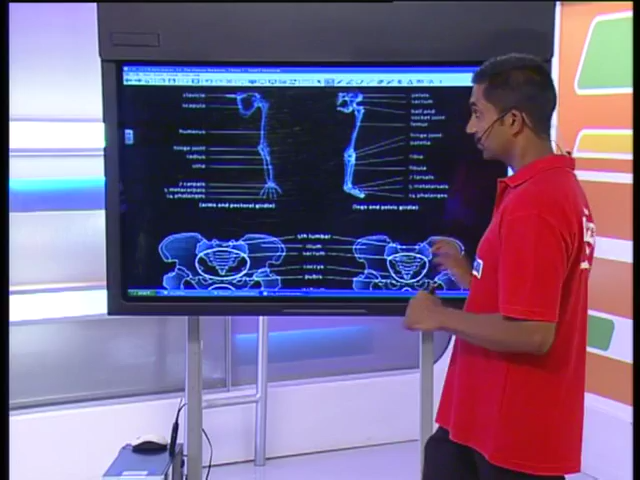 clavicle
scapula
humerus
hinge joint
radius
ulna
7 carpals
5 metacarpals
14 phalanges
(arms and pectoral girdle)
pelvis
sacrum
ball and
socket joint
femur
hinge joint
patella
tibia
fibula
7 tarsals
5 metatarsals
14 phalanges
(legs and pelvic girdle)
5th lumbar
ilium
sacrum
coccyx
pubis